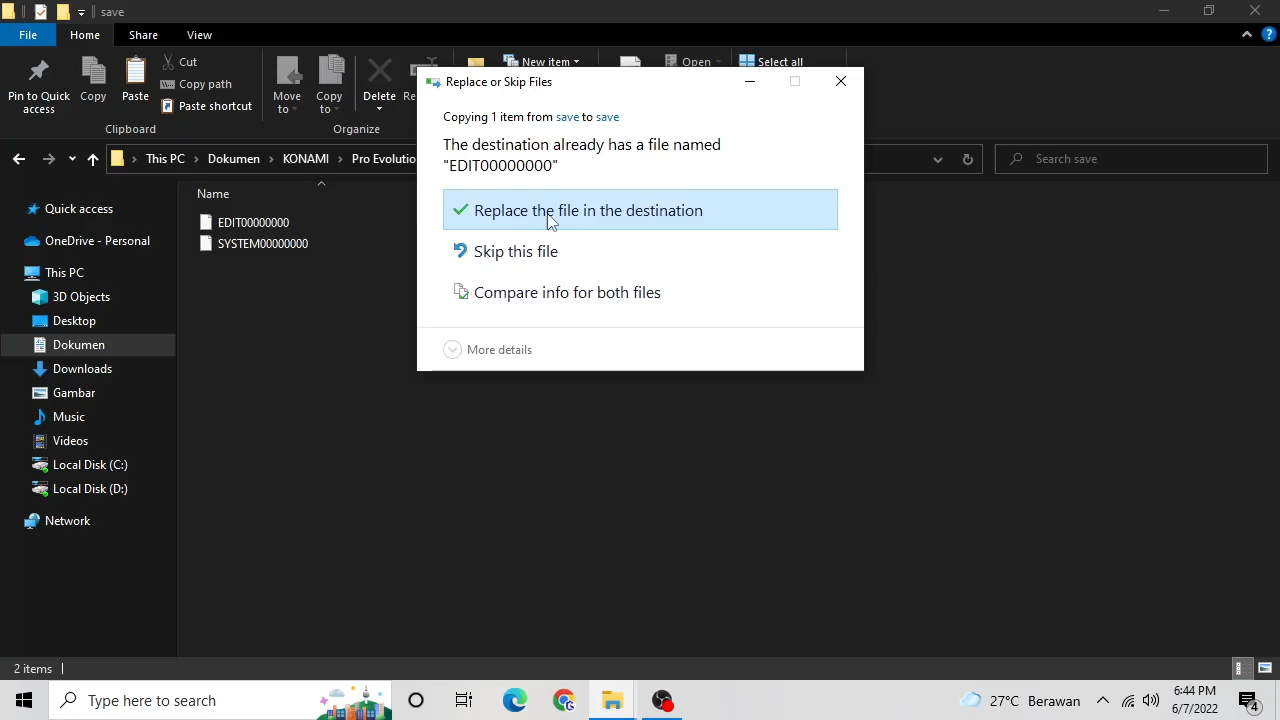 save
File Home Share View
Pin to Quick access
Copy
Paste
Cut
Copy path
Paste shortcut
Clipboard
Move to
Copy to
Delete
Organize
New item
Open
Select all
This PC > Dokumen > KONAMI > Pro Evolutio
Search save
Replace or Skip Files
Copying 1 item from save to save
The destination already has a file named
"EDIT00000000"
Replace the file in the destination
Skip this file
Compare info for both files
More details
Name
EDIT00000000
SYSTEM00000000
Quick access
OneDrive - Personal
This PC
3D Objects
Desktop
Dokumen
Downloads
Gambar
Music
Videos
Local Disk (C:)
Local Disk (D:)
Network
2 items
Type here to search
27°C Berawan
6:44 PM
6/7/2022
4